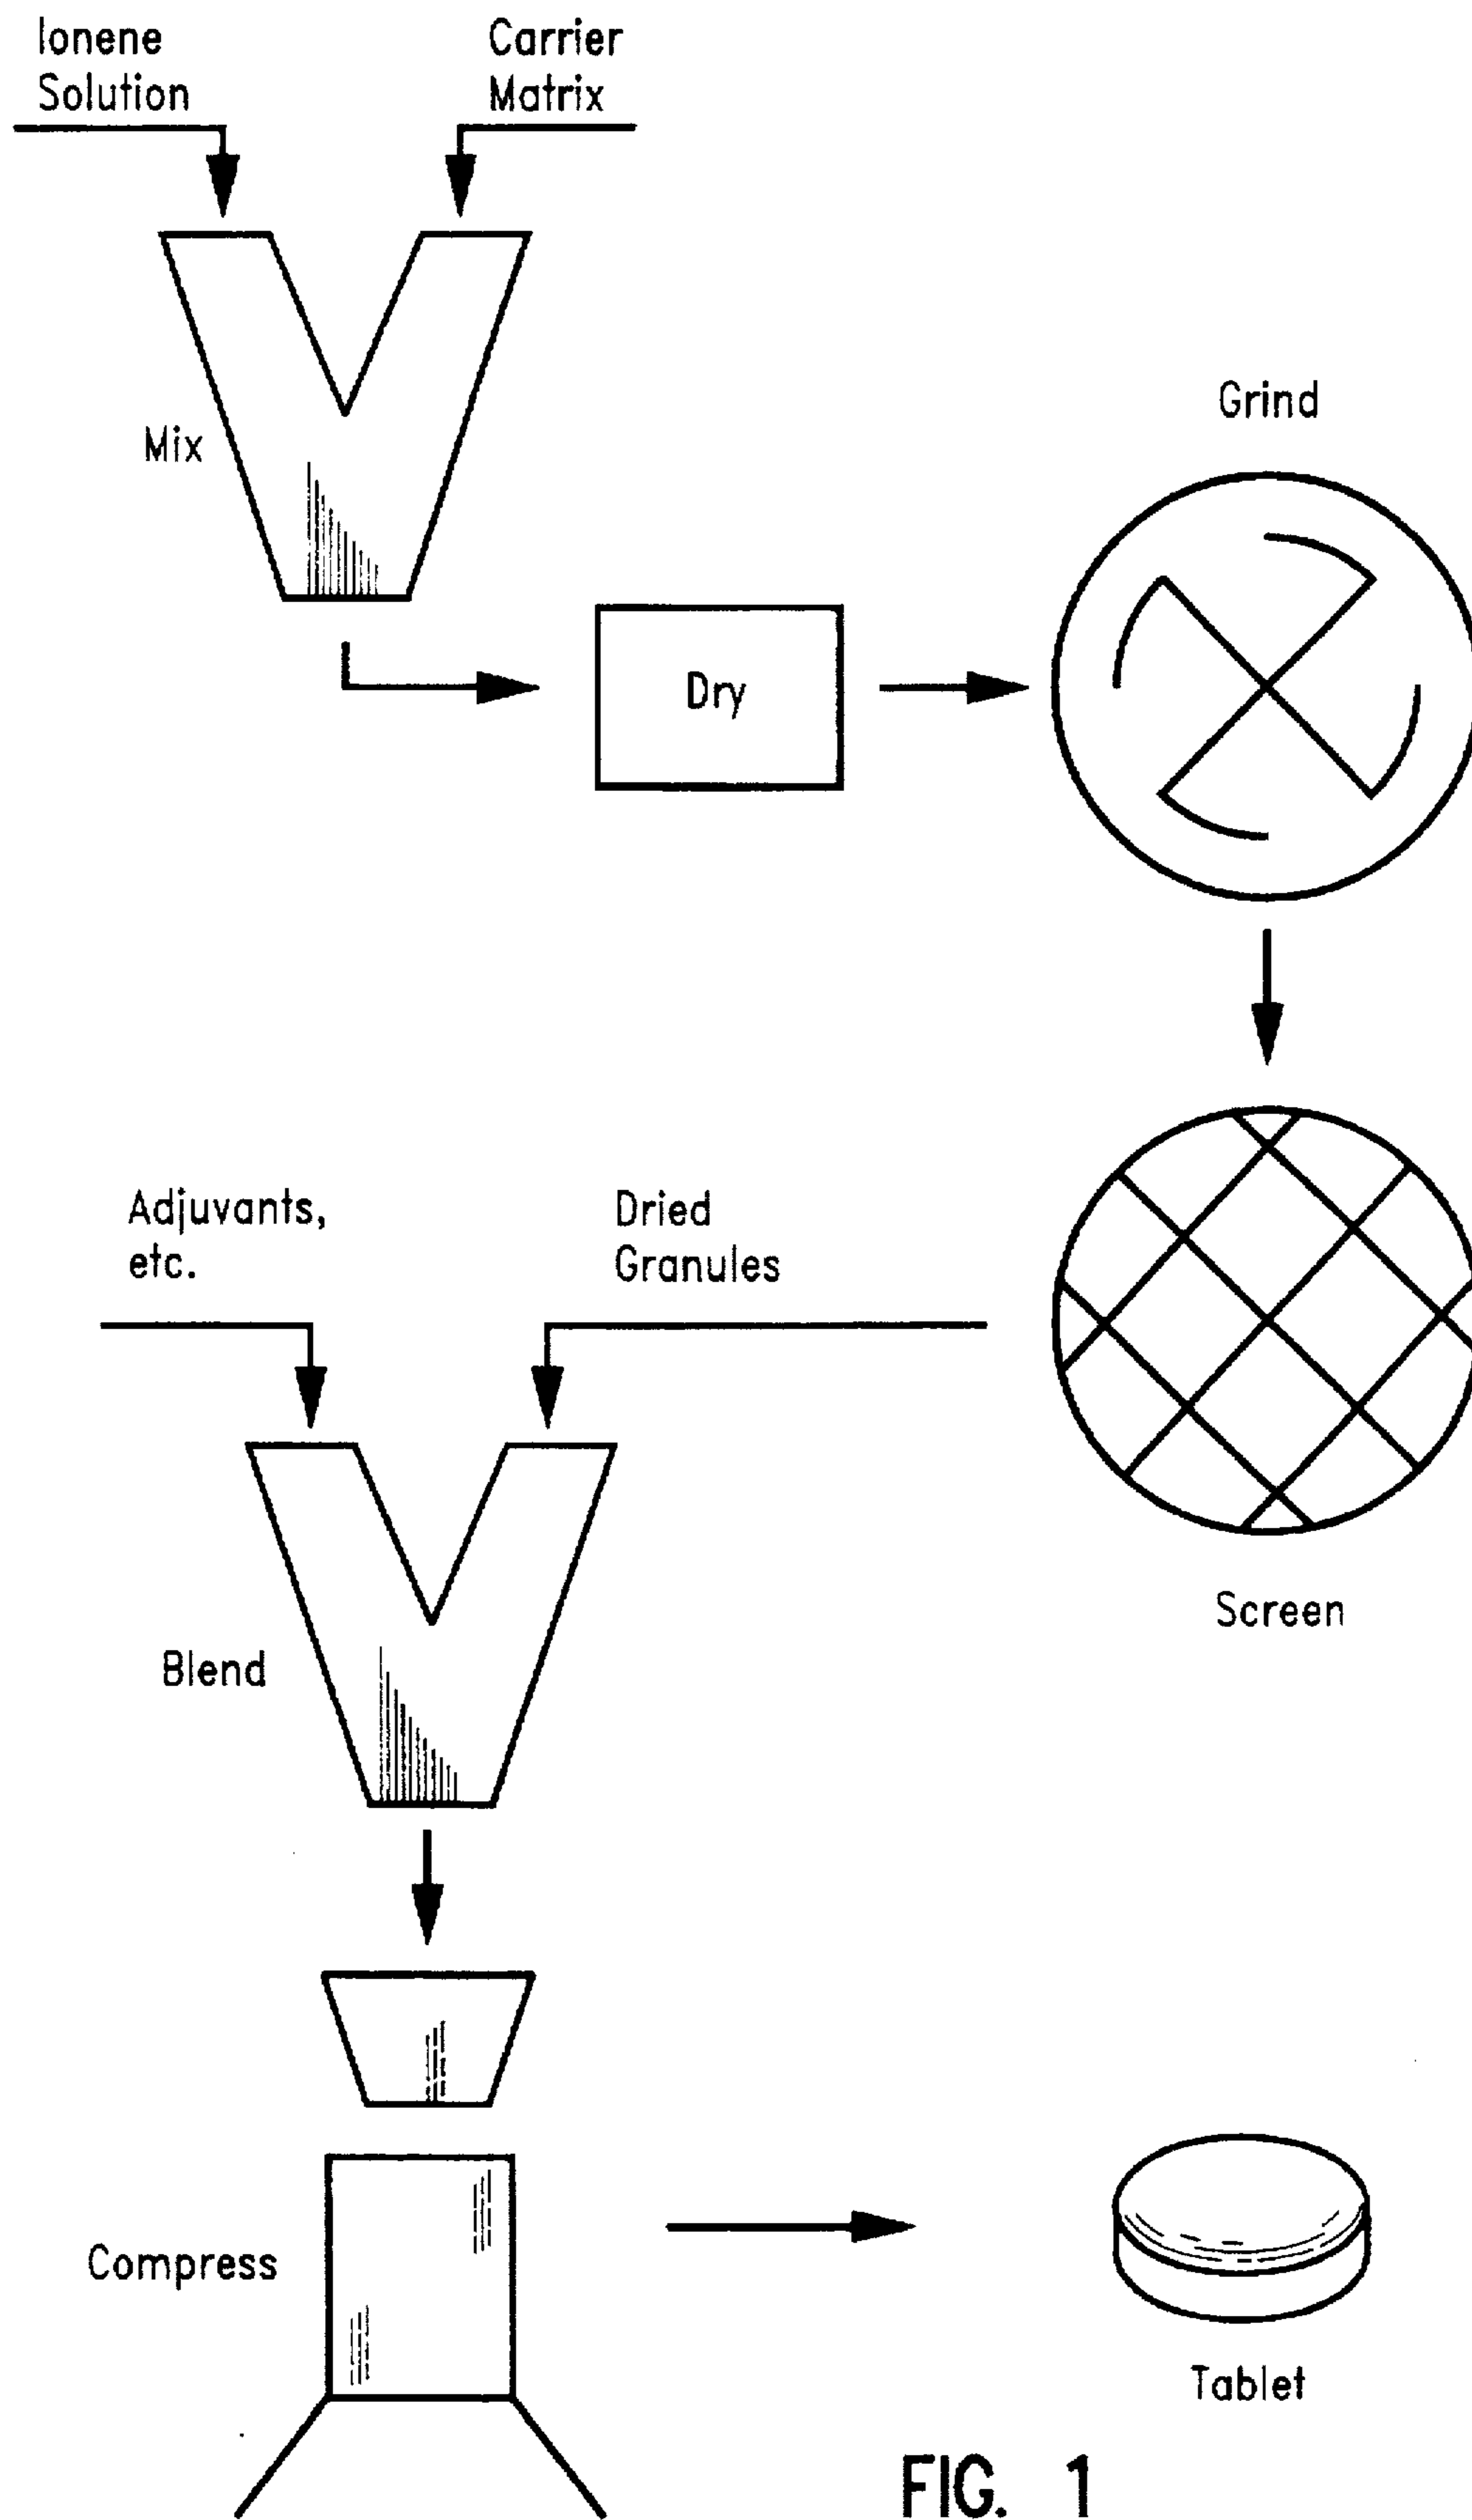 Ionene
Solution
Carrier
Matrix
Mix
Dry
Grind
Adjuvants,
etc.
Dried
Granules
Screen
Blend
Compress
Tablet
FIG. 1